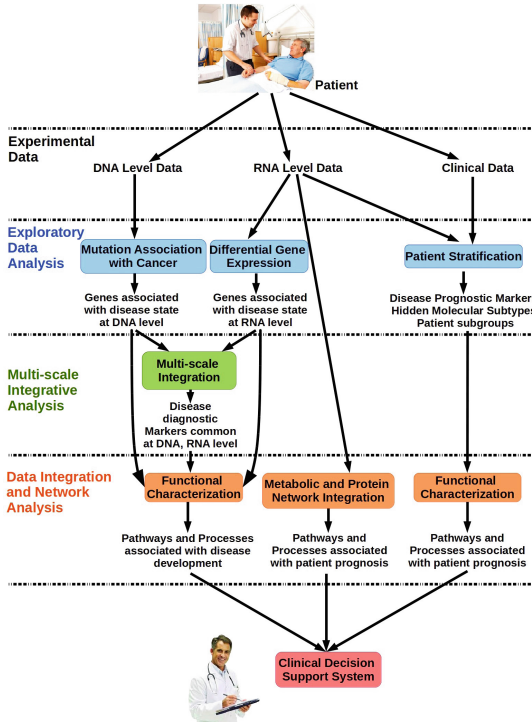 Patient
Experimental
Data
DNA Level Data
RNA Level Data
Clinical Data
Exploratory
Data
Analysis
Mutation Association
with Cancer
Differential Gene
Expression
Patient Stratification
Genes associated
with disease state
at DNA level
Genes associated
with disease state
at RNA level
Disease Prognostic Marker
Hidden Molecular Subtypes
Patient subgroups
Multi-scale
Integrative
Analysis
Multi-scale
Integration
Disease
diagnostic
Markers common
at DNA, RNA level
Data Integration
and Network
Analysis
Functional
Characterization
Metabolic and Protein
Network Integration
Functional
Characterization
Pathways and Processes
associated with disease
development
Pathways and
Processes associated
with patient prognosis
Pathways and
Processes associated
with patient prognosis
Clinical Decision
Support System